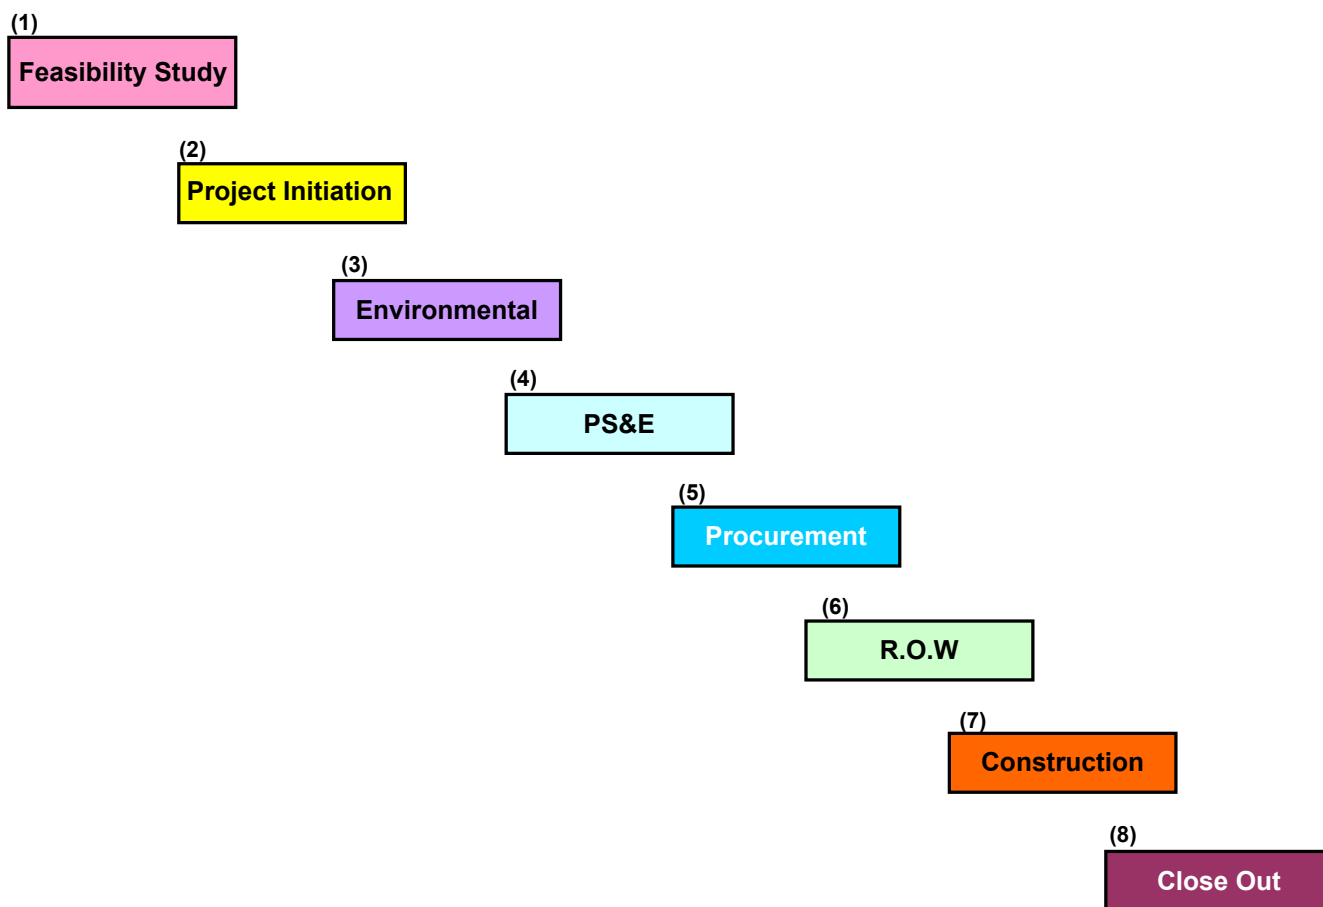 (1)
Feasibility Study
(2)
Project Initiation
(3)
Environmental
(4)
PS&E
(5)
Procurement
(6)
R.O.W
(7)
Construction
(8)
Close Out